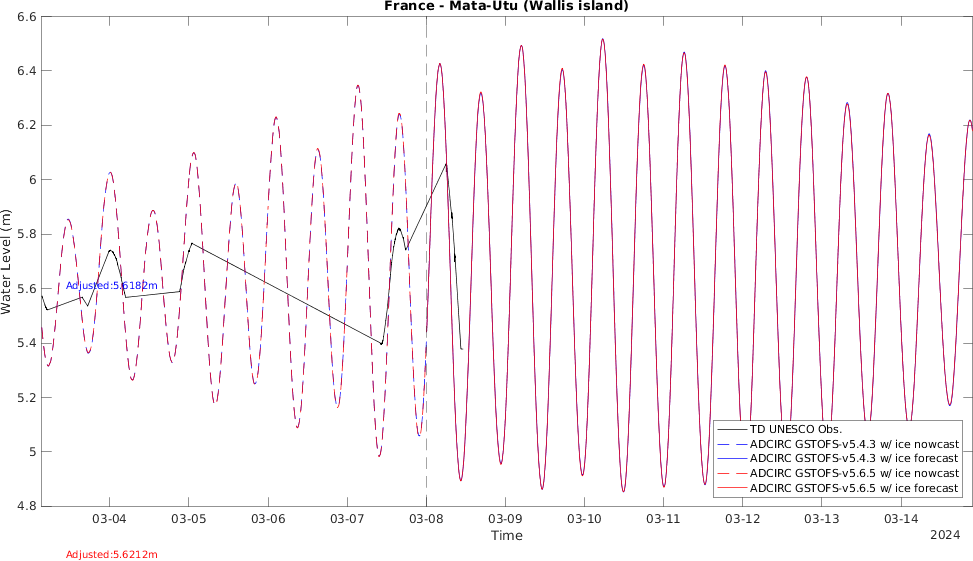 France - Mata-Utu (Wallis island)
6.6
6.4
6.2
6
5.8
5.6
5.4
5.2
5
4.8
Water Level (m)
Adjusted:5.6182m
TD UNESCO Obs.
ADCIRC GSTOFS-v5.4.3 w/ ice nowcast
ADCIRC GSTOFS-v5.4.3 w/ ice forecast
ADCIRC GSTOFS-v5.6.5 w/ ice nowcast
ADCIRC GSTOFS-v5.6.5 w/ ice forecast
03-04 03-05 03-06 03-07 03-08 03-09 03-10 03-11 03-12 03-13 03-14
Time
2024
Adjusted:5.6212m